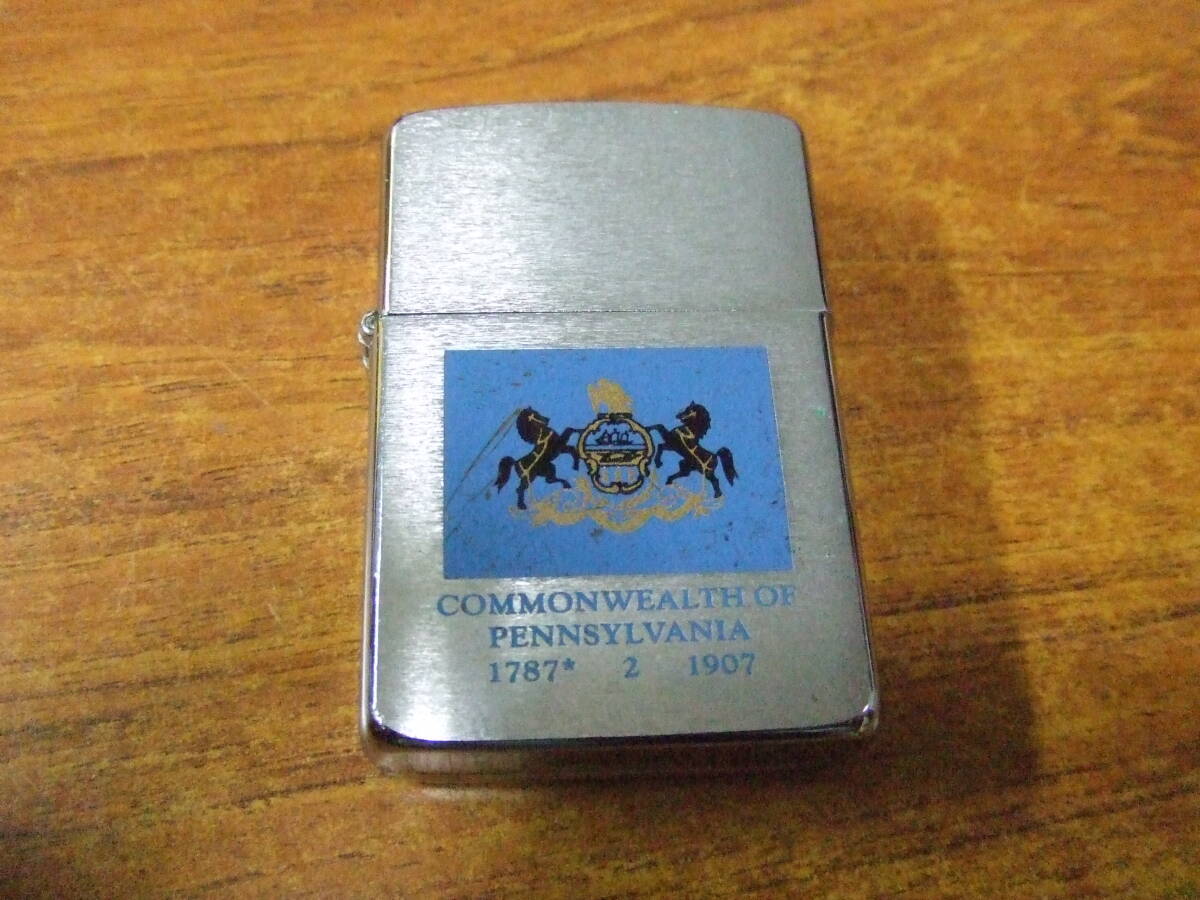 COMMONWEALTH OF
PENNSYLVANIA
1787* 2 1907